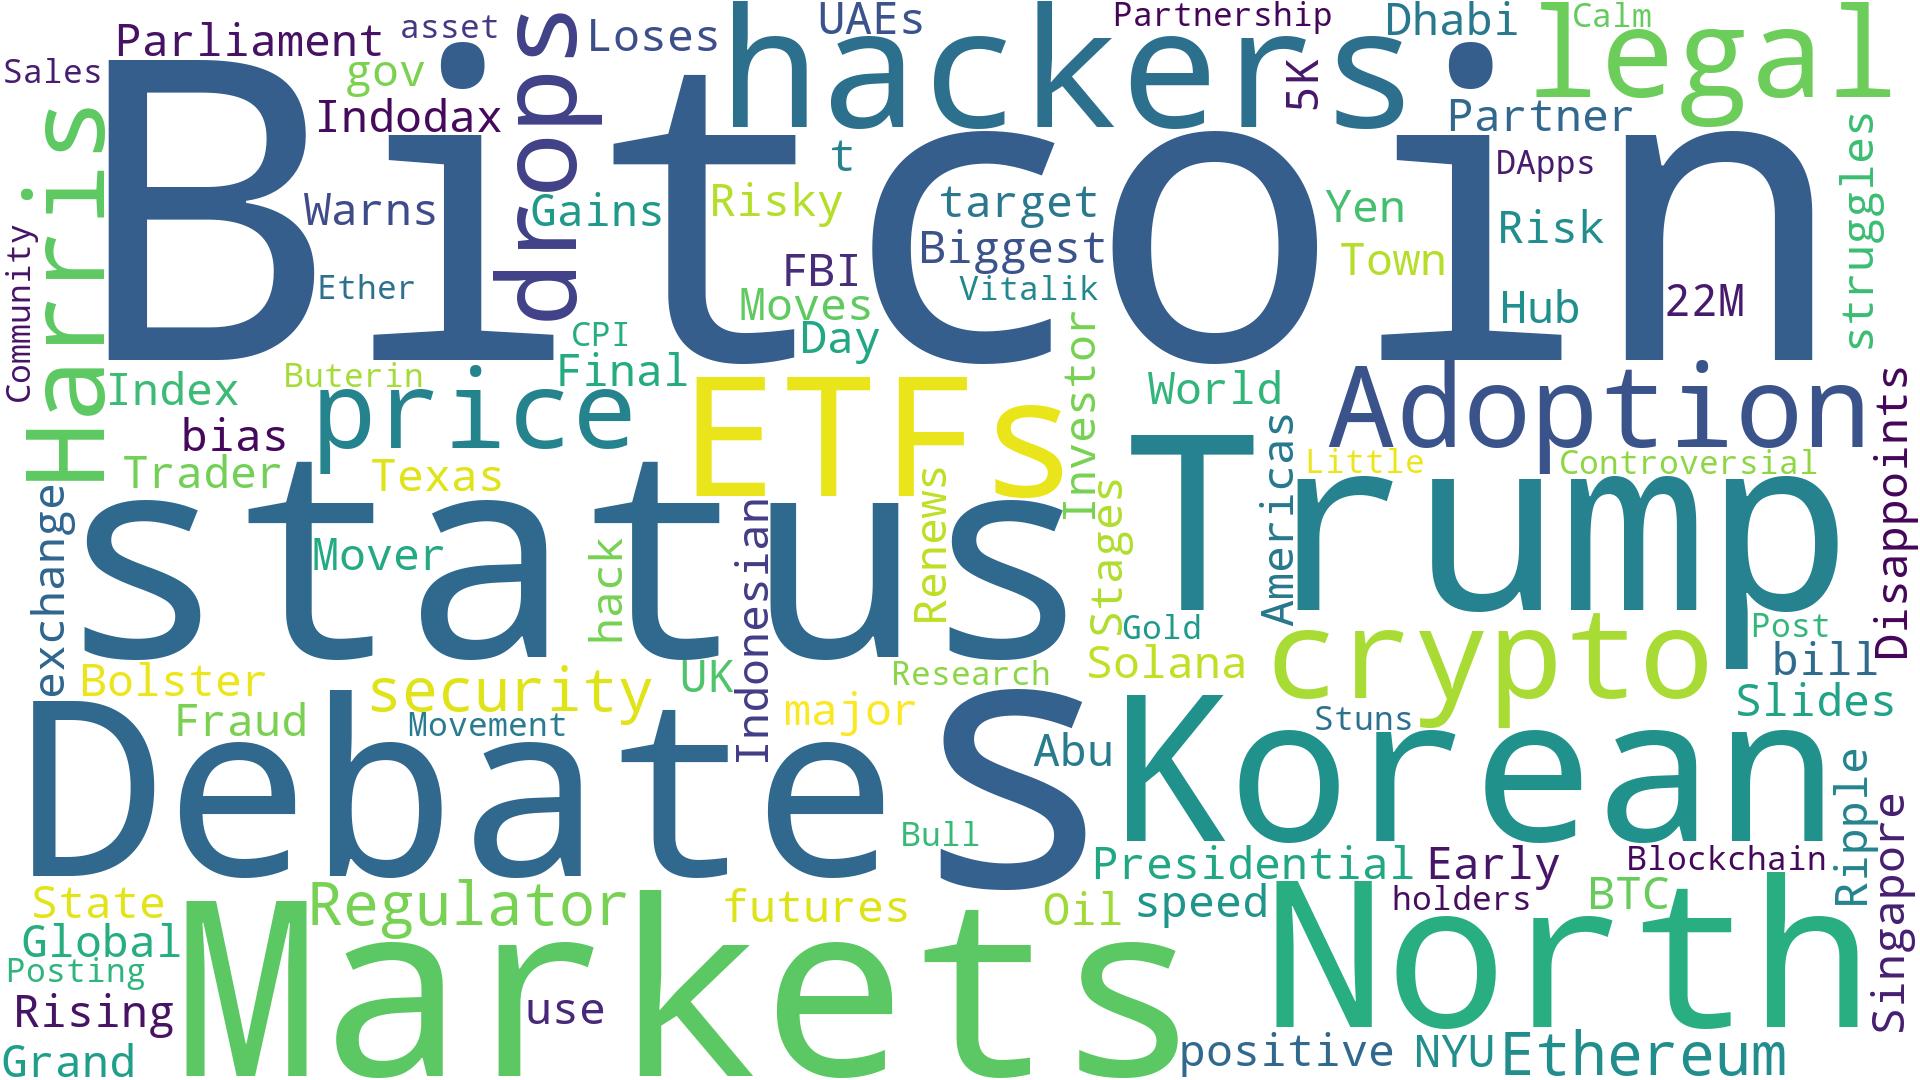 Bitcoin
hackers
legal
Parliament
asset
Loses
UAEs
Partnership
Dhabi
Calm
Sales
gov
drops
5K
Indodax
Partner
Harris
t
DApps
struggles
Warns
Gains
Risky
target
Yen
Risk
Community
Biggest
Town
Ether
FBI
Vitalik
Moves
Hub
22M
CPI
Day
Investor
Index
Buterin
Final
price
ETFs
World
Adoption
Disappoints
bias
Trader
Texas
Americas
Little
Controversial
exchange
status
Trump
Mover
hack
Indonesian
Renews
Stages
Gold
Post
crypto
Bolster
security
UK
Research
Solana
bill
Fraud
Movement
major
Slides
Stuns
Debate
S
Abu
Korean
Ripple
Bull
Presidential
Early
Blockchain
Singapore
State
Regulator
futures
Oil
speed
holders
BTC
Global
North
Posting
Markets
Rising
use
Grand
positive
NYU
Ethereum